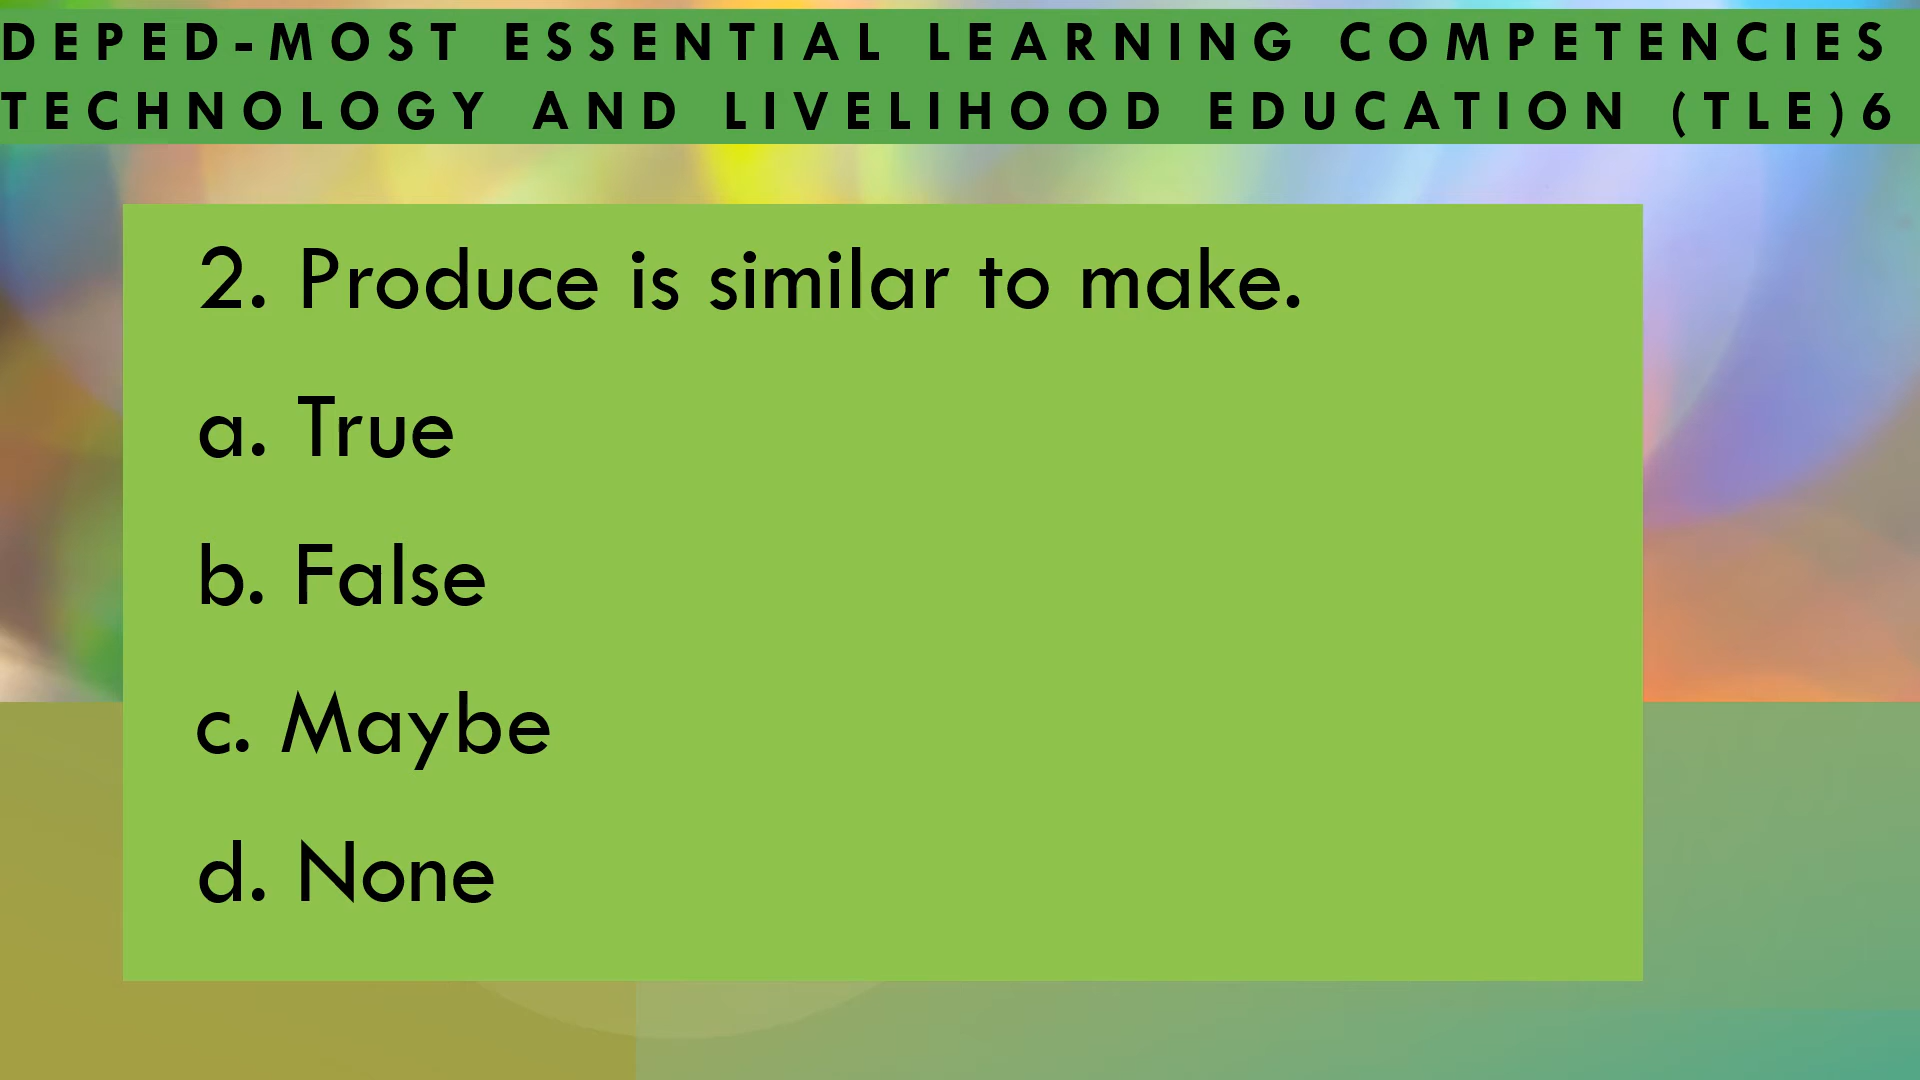 DEPED-MOST ESSENTIAL LEARNING COMPETENCIES
TECHNOLOGY AND LIVELIHOOD EDUCATION (TLE)6
2. Produce is similar to make.
a. True
b. False
c. Maybe
d. None